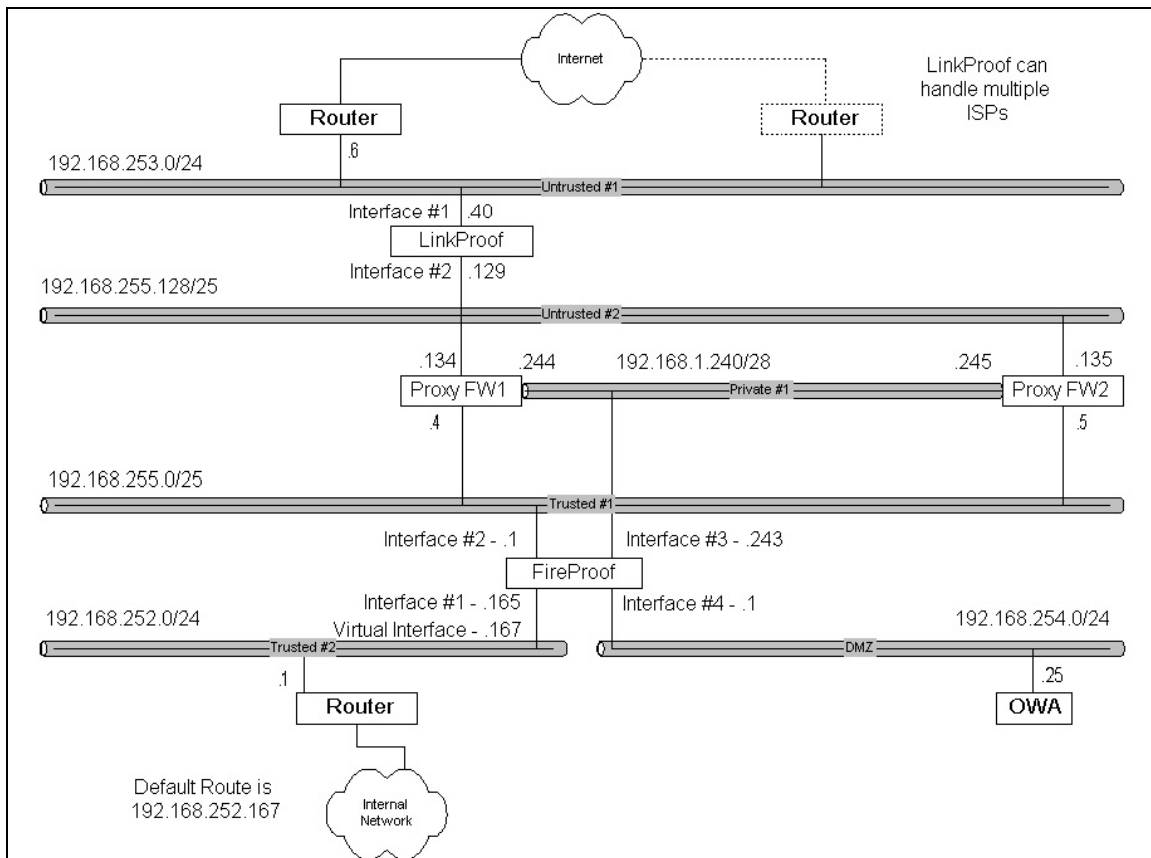 Internet
LinkProof can
handle multiple
ISPs
Router
Router
.6
192.168.253.0/24
Untrusted #1
Interface #1
.40
LinkProof
Interface #2
.129
192.168.255.128/25
Untrusted #2
.134
.244
192.168.1.240/28
.245
.135
Proxy FW1
Private #1
Proxy FW2
.4
.5
192.168.255.0/25
Trusted #1
Interface #2 - .1
Interface #3 - .243
FireProof
Interface #1 - .165
Interface #4 - .1
192.168.252.0/24
Virtual Interface - .167
192.168.254.0/24
Trusted #2
DMZ
.1
.25
Router
OWA
Default Route is
192.168.252.167
Internal
Network